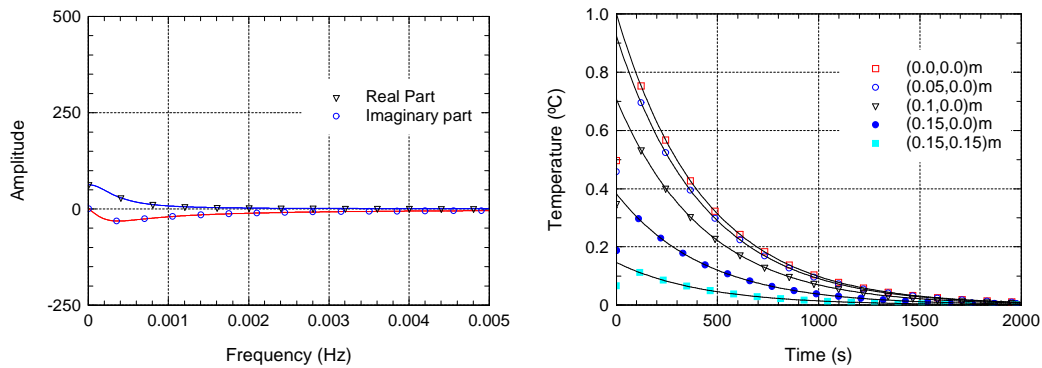 500
250
0
-250
Amplitude
Real Part
Imaginary part
0
0.001
0.002
0.003
0.004
0.005
Frequency (Hz)
1.0
0.8
0.6
0.4
0.2
0
Temperature (ºC)
(0.0,0.0)m
(0.05,0.0)m
(0.1,0.0)m
(0.15,0.0)m
(0.15,0.15)m
0
500
1000
1500
2000
Time (s)